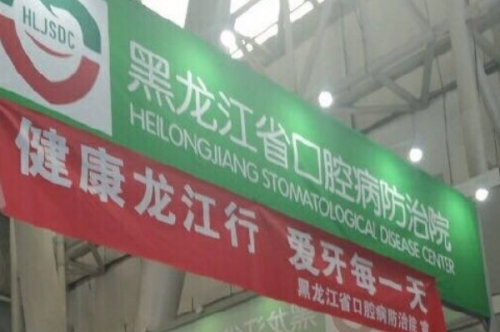 HLJSDC
黑龙江省口腔病防治院
HEILONGJIANG STOMATOLOGICAL DISEASE CENTER
健康龙江行 爱牙每一天
黑龙江省口腔病防治